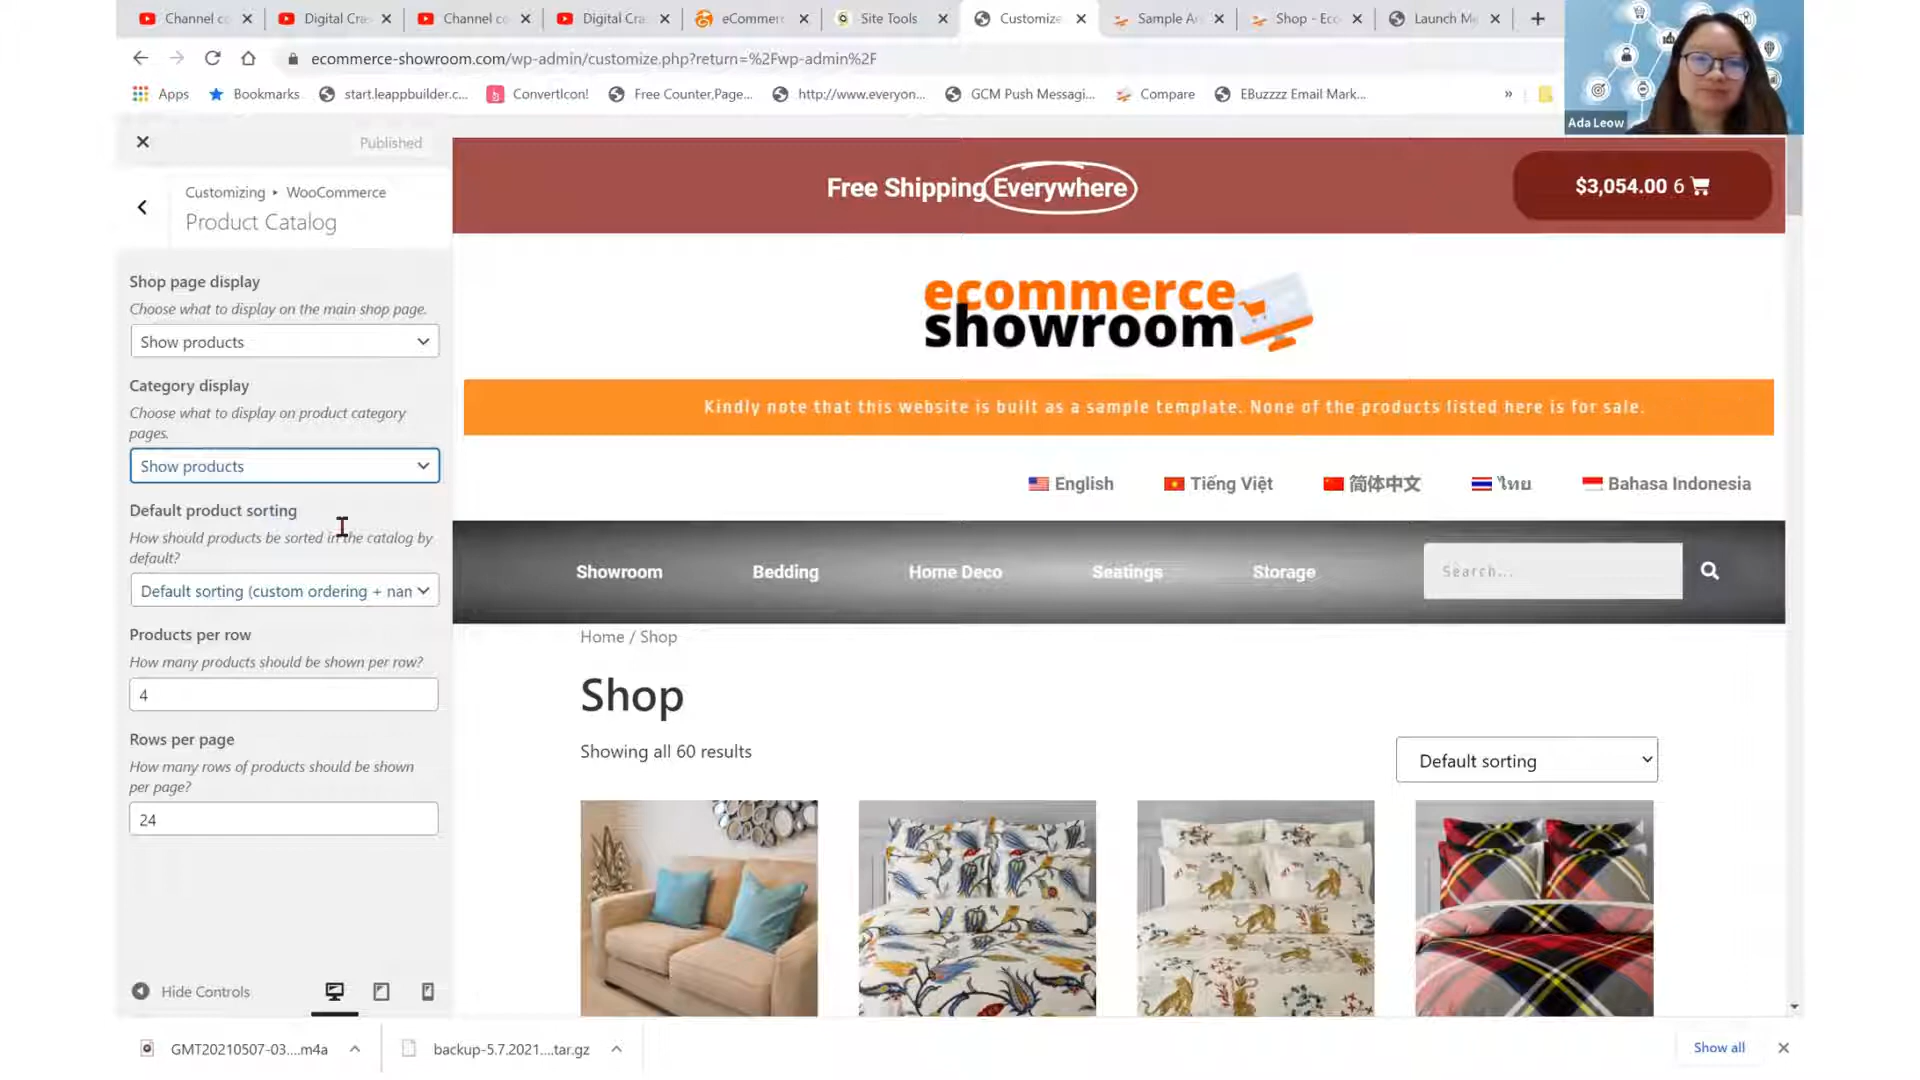 Channel co
Digital Cra
Channel co
Digital Cra
eCommerc
Site Tools
Customize
Sample Ar
Shop - Eco
Launch Me
ecommerce-showroom.com/wp-admin/customize.php?return=%2Fwp-admin%2F
Apps
Bookmarks
start.leappbuilder.c...
ConvertIcon!
Free Counter,Page...
http://www.everyon...
GCM Push Messagi...
Compare
EBuzzzz Email Mark...
»
Ada Leow
Published
Customizing ▸ WooCommerce
Product Catalog
Shop page display
Choose what to display on the main shop page.
Show products
Category display
Choose what to display on product category
pages.
Show products
Default product sorting
How should products be sorted in the catalog by
default?
Default sorting (custom ordering + nam
Products per row
How many products should be shown per row?
4
Rows per page
How many rows of products should be shown
per page?
24
Hide Controls
Free Shipping Everywhere
$3,054.00 6
ecommerce
showroom
Kindly note that this website is built as a sample template. None of the products listed here is for sale.
English
Tiếng Việt
简体中文
ไทย
Bahasa Indonesia
Showroom
Bedding
Home Deco
Seatings
Storage
Search...
Home / Shop
Shop
Showing all 60 results
Default sorting
GMT20210507-03....m4a
backup-5.7.2021....tar.gz
Show all